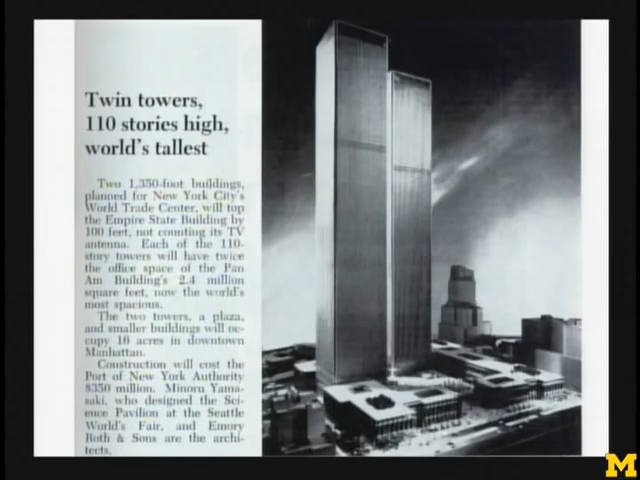 Twin towers,
110 stories high,
world's tallest
Two 1,350-foot buildings,
planned for New York City's
World Trade Center, will top
the Empire State Building by
100 feet, not counting its TV
antenna. Each of the 110-
story towers will have twice
the office space of the Pan
Am Building's 2.4 million
square feet, now the world's
most spacious.
The two towers, a plaza,
and smaller buildings will oc-
cupy 16 acres in downtown
Manhattan.
Construction will cost the
Port of New York Authority
$350 million. Minoru Yama-
saki, who designed the Sci-
ence Pavilion at the Seattle
World's Fair, and Emory
Roth & Sons are the archi-
tects.
M